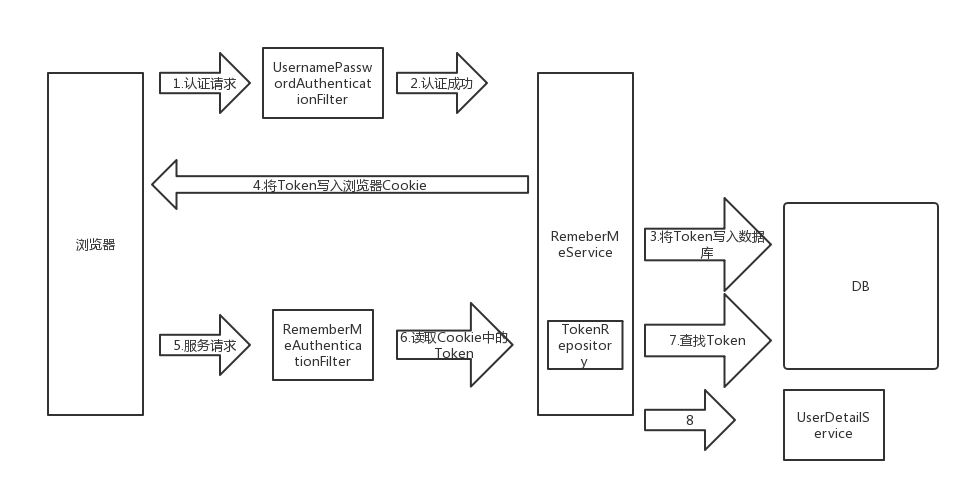 UsernamePassw
ordAuthenticat
ionFilter
1.认证请求
2.认证成功
4.将Token写入浏览器Cookie
浏览器
RemeberM
eService
3.将Token写入数据
库
DB
5.服务请求
RememberM
eAuthentica
tionFilter
6.读取Cookie中的
Token
TokenR
epositor
y
7.查找Token
8
UserDetailS
ervice